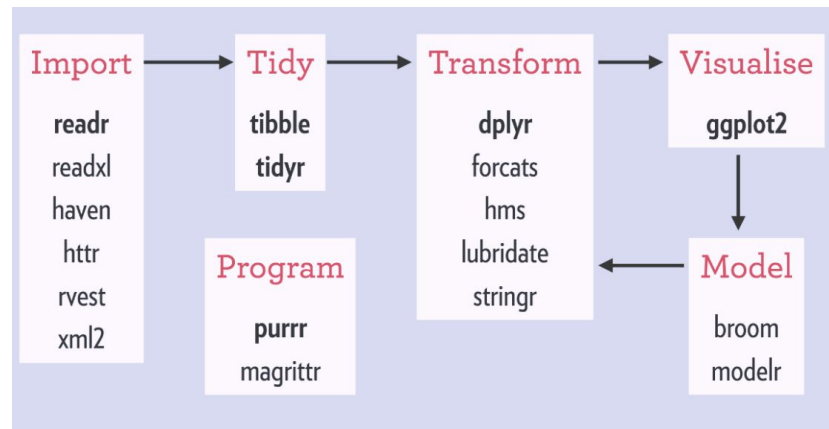 Import
readr
readxl
haven
httr
rvest
xml2
Tidy
tibble
tidyr
Program
purrr
magrittr
Transform
dplyr
forcats
hms
lubridate
stringr
Visualise
ggplot2
Model
broom
modelr